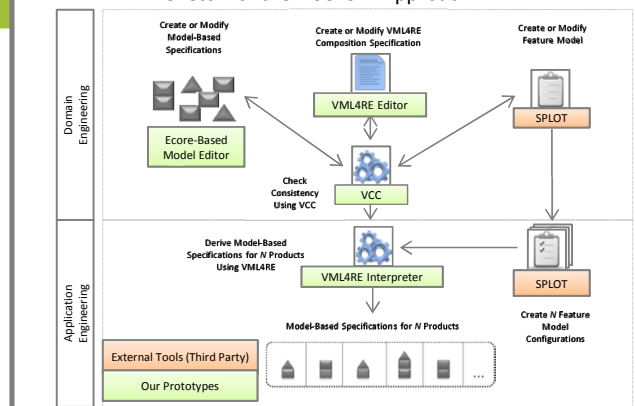 Create or Modify
Model-Based
Specifications
Create or Modify VML4RE
Composition Specification
Create or Modify
Feature Model
Domain
Engineering
VML4RE Editor
SPLOT
Ecore-Based
Model Editor
Check
Consistency
Using VCC
VCC
Derive Model-Based
Specifications for N Products
Using VML4RE
VML4RE Interpreter
SPLOT
Application
Engineering
Create N Feature
Model
Configurations
Model-Based Specifications for N Products
External Tools (Third Party)
Our Prototypes
...